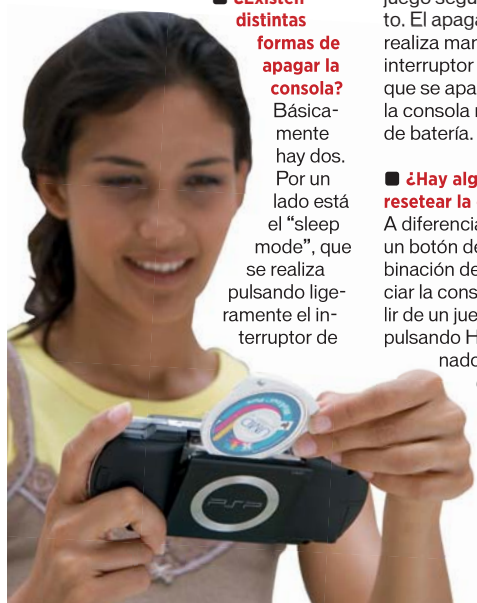 ■ ¿Existen
distintas
formas de
apagar la
consola?
Básica-
mente
hay dos.
Por un
lado está
el “sleep
mode”, que
se realiza
pulsando lige-
ramente el in-
terruptor de
juego segu
to. El apaga
realiza man
interruptor
que se apa
la consola
de batería.
■ ¿Hay alg
resetear la
A diferencia
un botón de
binación de
ciar la cons
lir de un jue
pulsando H
nado
UMD
PSP